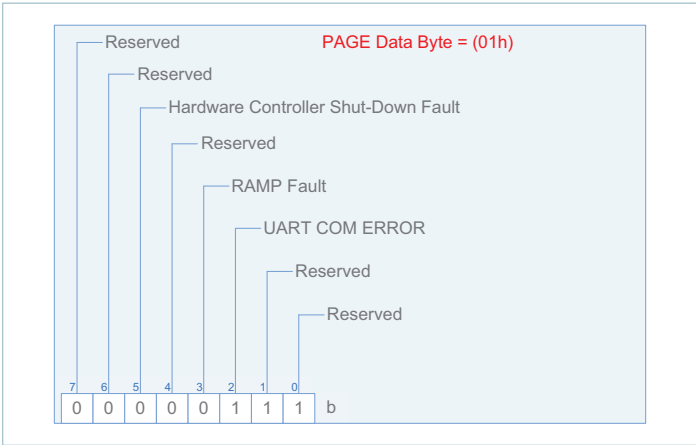 Reserved PAGE Data Byte = (01h)
Reserved
Hardware Controller Shut-Down Fault
Reserved
RAMP Fault
UART COM ERROR
Reserved
Reserved
7 6 5 4 3 2 1 0
0 0 0 0 0 1 1 1 b